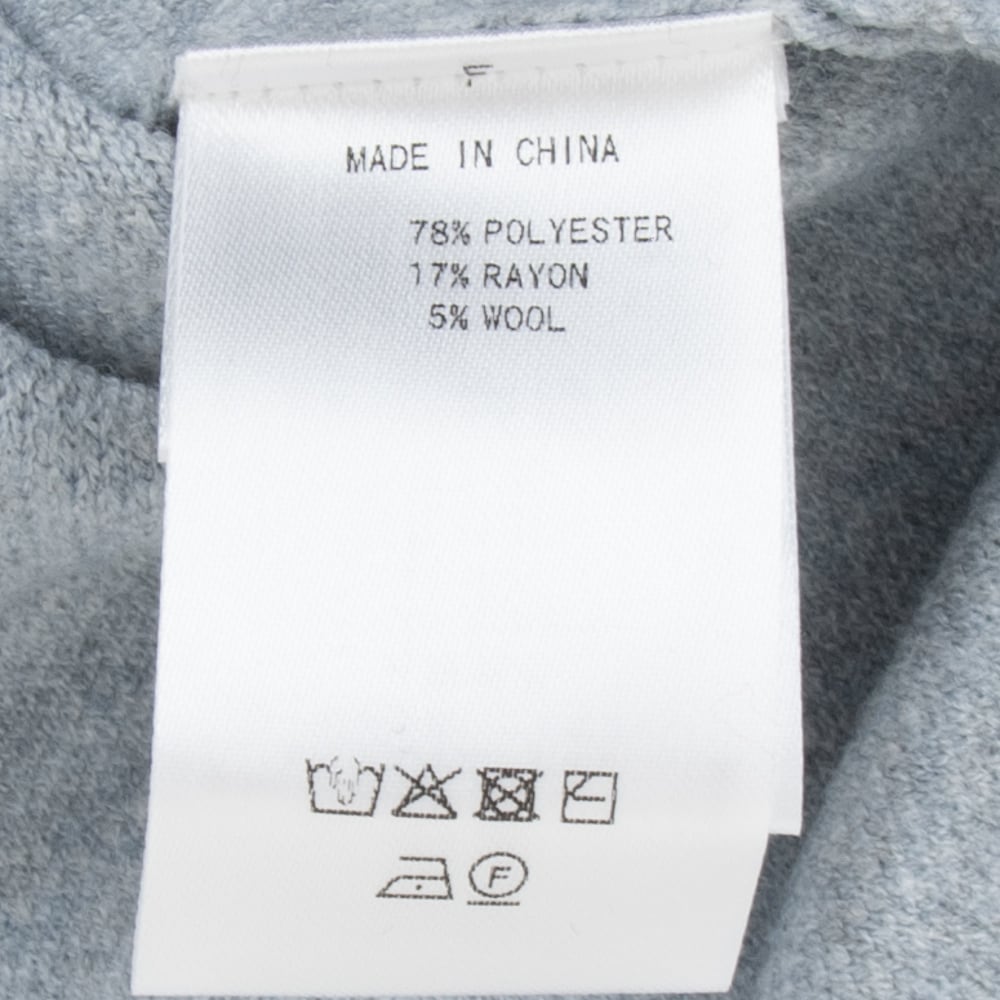 F
MADE IN CHINA
78% POLYESTER
17% RAYON
5% WOOL
F